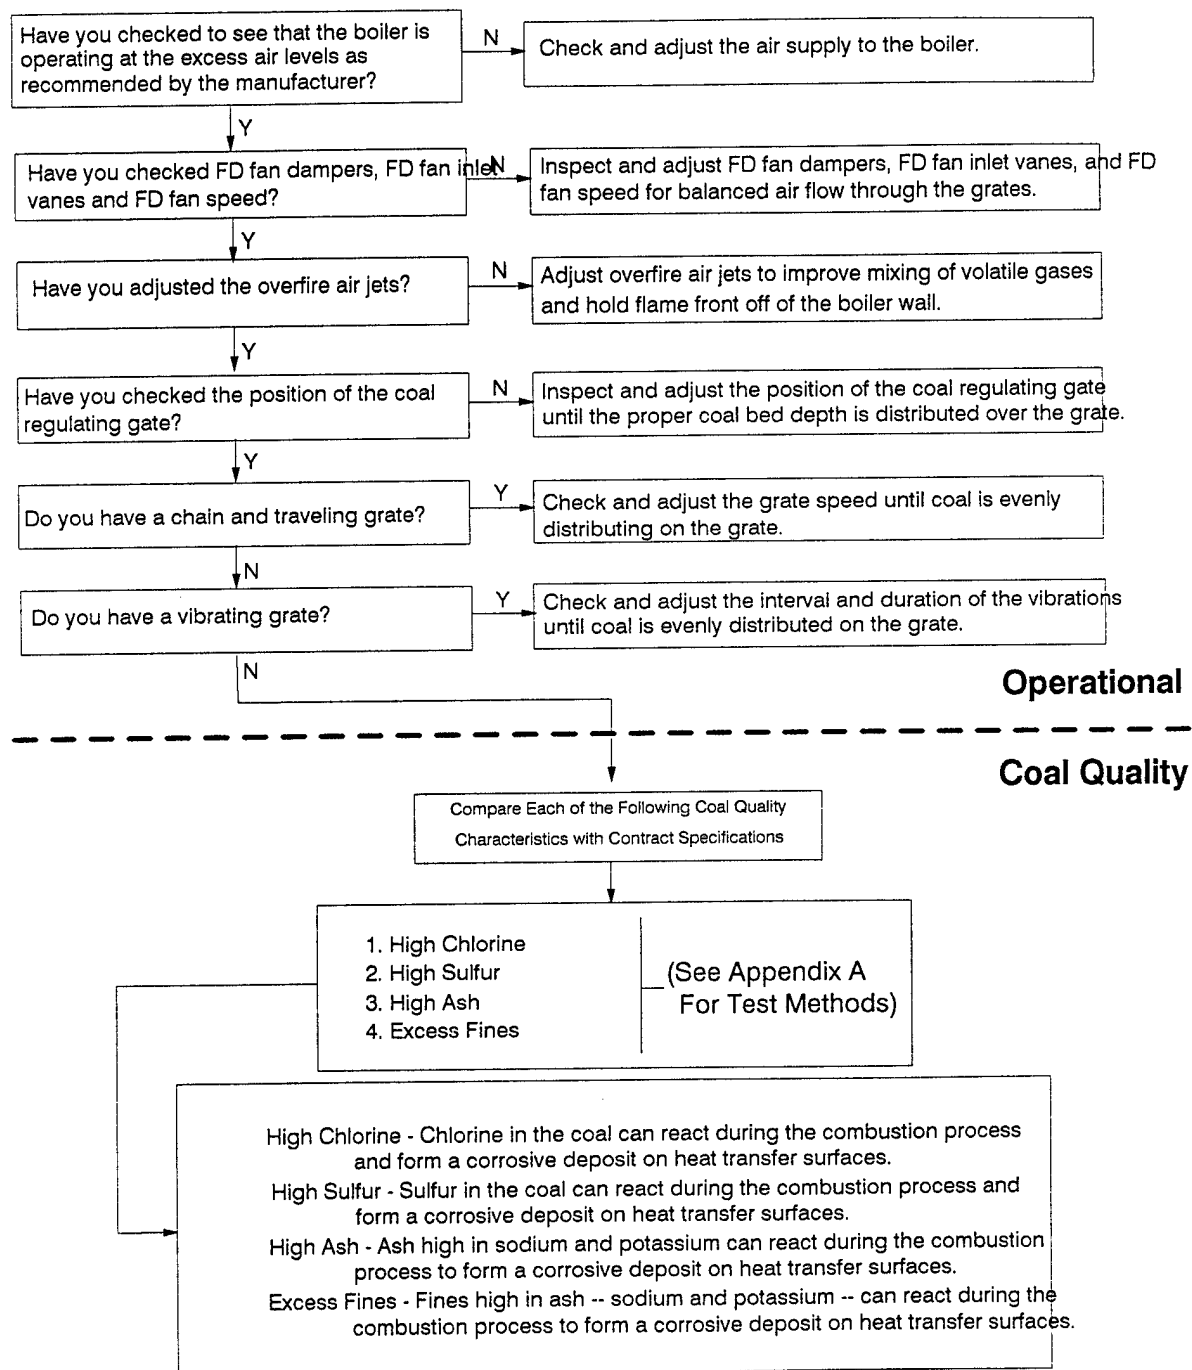 Have you checked to see that the boiler is
operating at the excess air levels as
recommended by the manufacturer?
N
Check and adjust the air supply to the boiler.
Y
Have you checked FD fan dampers, FD fan inlet
vanes and FD fan speed?
N
Inspect and adjust FD fan dampers, FD fan inlet vanes, and FD
fan speed for balanced air flow through the grates.
Y
Have you adjusted the overfire air jets?
N
Adjust overfire air jets to improve mixing of volatile gases
and hold flame front off of the boiler wall.
Y
Have you checked the position of the coal
regulating gate?
N
Inspect and adjust the position of the coal regulating gate
until the proper coal bed depth is distributed over the grate.
Y
Do you have a chain and traveling grate?
Y
Check and adjust the grate speed until coal is evenly
distributing on the grate.
N
Do you have a vibrating grate?
Y
Check and adjust the interval and duration of the vibrations
until coal is evenly distributed on the grate.
N
Operational
Coal Quality
Compare Each of the Following Coal Quality
Characteristics with Contract Specifications
1. High Chlorine
2. High Sulfur
3. High Ash
4. Excess Fines
(See Appendix A
For Test Methods)
High Chlorine - Chlorine in the coal can react during the combustion process
and form a corrosive deposit on heat transfer surfaces.
High Sulfur - Sulfur in the coal can react during the combustion process and
form a corrosive deposit on heat transfer surfaces.
High Ash - Ash high in sodium and potassium can react during the combustion
process to form a corrosive deposit on heat transfer surfaces.
Excess Fines - Fines high in ash -- sodium and potassium -- can react during the
combustion process to form a corrosive deposit on heat transfer surfaces.